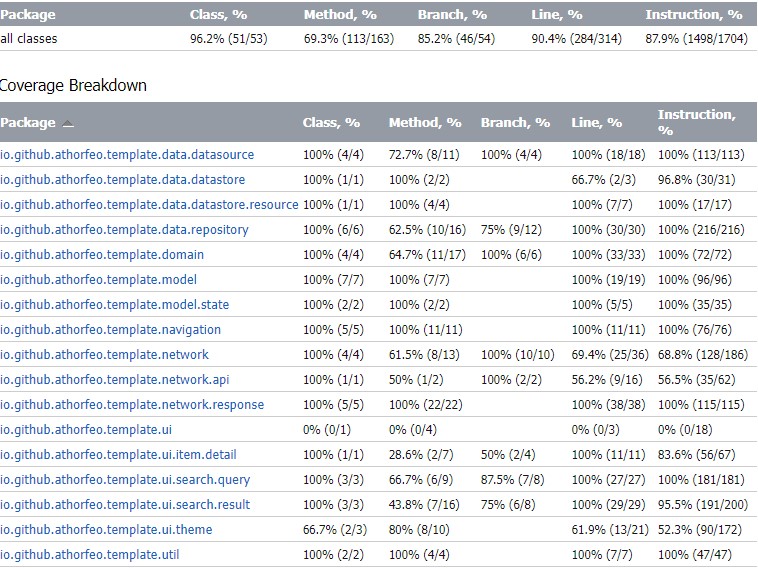 Package Class, % Method, % Branch, % Line, % Instruction, %
all classes 96.2% (51/53) 69.3% (113/163) 85.2% (46/54) 90.4% (284/314) 87.9% (1498/1704)
Coverage Breakdown
Package Class, % Method, % Branch, % Line, % Instruction, %
io.github.athorfeo.template.data.datasource 100% (4/4) 72.7% (8/11) 100% (4/4) 100% (18/18) 100% (113/113)
io.github.athorfeo.template.data.datastore 100% (1/1) 100% (2/2) 66.7% (2/3) 96.8% (30/31)
io.github.athorfeo.template.data.datastore.resource 100% (1/1) 100% (4/4) 100% (7/7) 100% (17/17)
io.github.athorfeo.template.data.repository 100% (6/6) 62.5% (10/16) 75% (9/12) 100% (30/30) 100% (216/216)
io.github.athorfeo.template.domain 100% (4/4) 64.7% (11/17) 100% (6/6) 100% (33/33) 100% (72/72)
io.github.athorfeo.template.model 100% (7/7) 100% (7/7) 100% (19/19) 100% (96/96)
io.github.athorfeo.template.model.state 100% (2/2) 100% (2/2) 100% (5/5) 100% (35/35)
io.github.athorfeo.template.navigation 100% (5/5) 100% (11/11) 100% (11/11) 100% (76/76)
io.github.athorfeo.template.network 100% (4/4) 61.5% (8/13) 100% (10/10) 69.4% (25/36) 68.8% (128/186)
io.github.athorfeo.template.network.api 100% (1/1) 50% (1/2) 100% (2/2) 56.2% (9/16) 56.5% (35/62)
io.github.athorfeo.template.network.response 100% (5/5) 100% (22/22) 100% (38/38) 100% (115/115)
io.github.athorfeo.template.ui 0% (0/1) 0% (0/4) 0% (0/3) 0% (0/18)
io.github.athorfeo.template.ui.item.detail 100% (1/1) 28.6% (2/7) 50% (2/4) 100% (11/11) 83.6% (56/67)
io.github.athorfeo.template.ui.search.query 100% (3/3) 66.7% (6/9) 87.5% (7/8) 100% (27/27) 100% (181/181)
io.github.athorfeo.template.ui.search.result 100% (3/3) 43.8% (7/16) 75% (6/8) 100% (29/29) 95.5% (191/200)
io.github.athorfeo.template.ui.theme 66.7% (2/3) 80% (8/10) 61.9% (13/21) 52.3% (90/172)
io.github.athorfeo.template.util 100% (2/2) 100% (4/4) 100% (7/7) 100% (47/47)